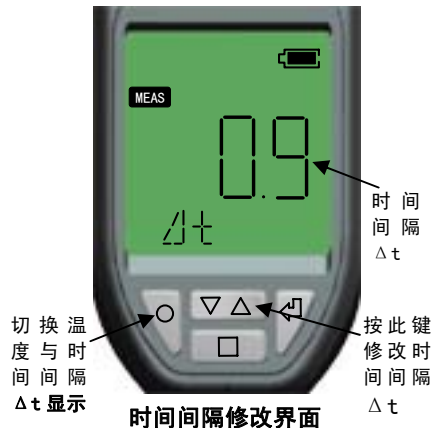 MEAS
0.9
Δt
时 间
间 隔
Δt
切 换 温
度 与 时
间 间 隔
Δt 显示
按 此 键
修 改 时
间 间 隔
Δt
时间间隔修改界面